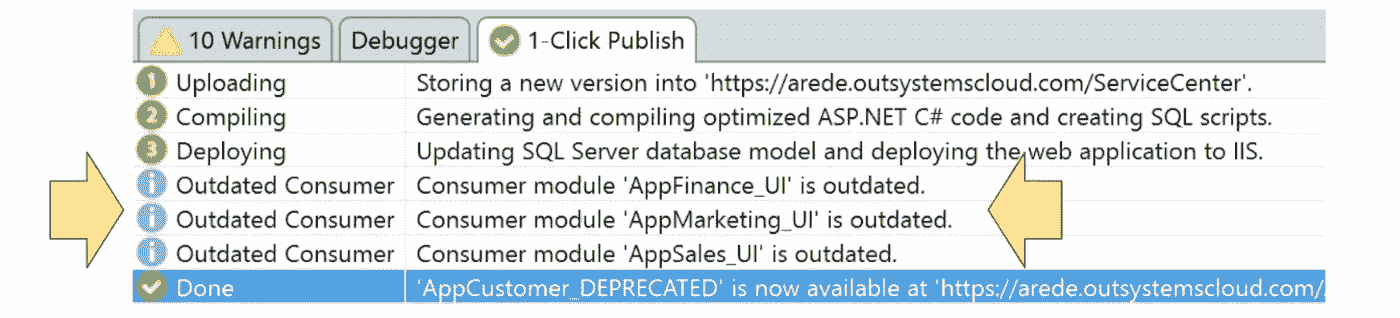 10 Warnings Debugger 1-Click Publish
1 Uploading Storing a new version into 'https://arede.outsystemscloud.com/ServiceCenter'.
2 Compiling Generating and compiling optimized ASP.NET C# code and creating SQL scripts.
3 Deploying Updating SQL Server database model and deploying the web application to IIS.
Outdated Consumer Consumer module 'AppFinance_UI' is outdated.
Outdated Consumer Consumer module 'AppMarketing_UI' is outdated.
Outdated Consumer Consumer module 'AppSales_UI' is outdated.
Done 'AppCustomer_DEPRECATED' is now available at 'https://arede.outsystemscloud.com/